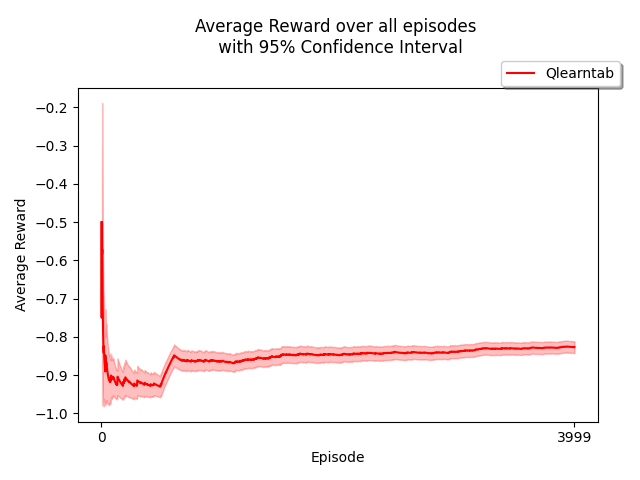 Average Reward over all episodes
with 95% Confidence Interval
Qlearntab
−0.2
−0.3
−0.4
−0.5
−0.6
−0.7
−0.8
−0.9
−1.0
Average Reward
0
3999
Episode